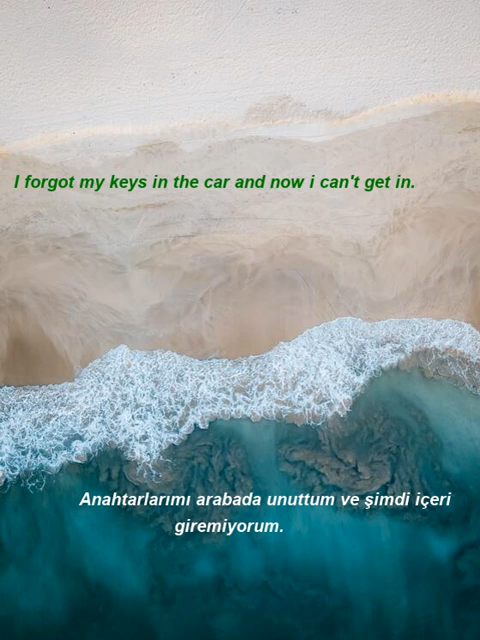 I forgot my keys in the car and now i can't get in.
Anahtarlarımı arabada unuttum ve şimdi içeri
giremiyorum.